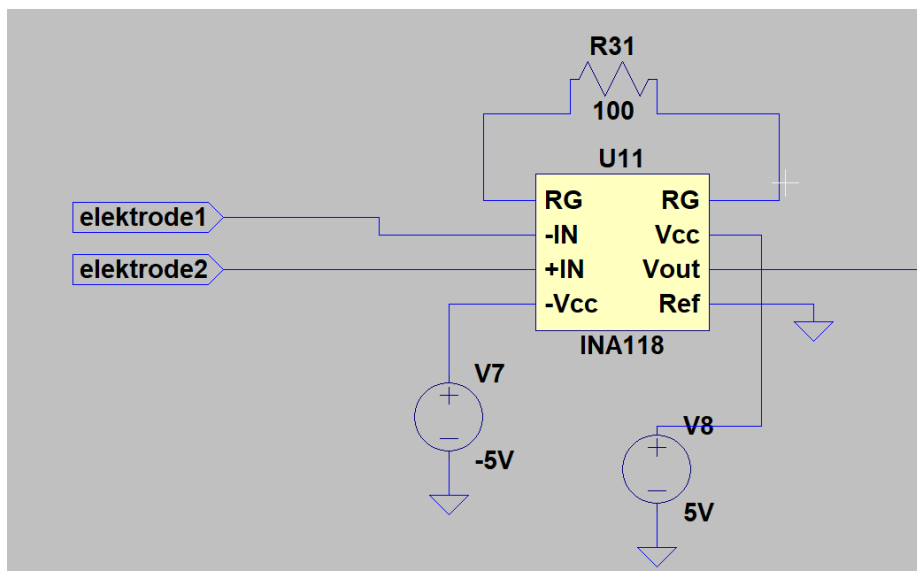 R31
100
U11
elektrode1
elektrode2
RG
-IN
+IN
-Vcc
RG
Vcc
Vout
Ref
INA118
V7
+
-5V
V8
+
5V